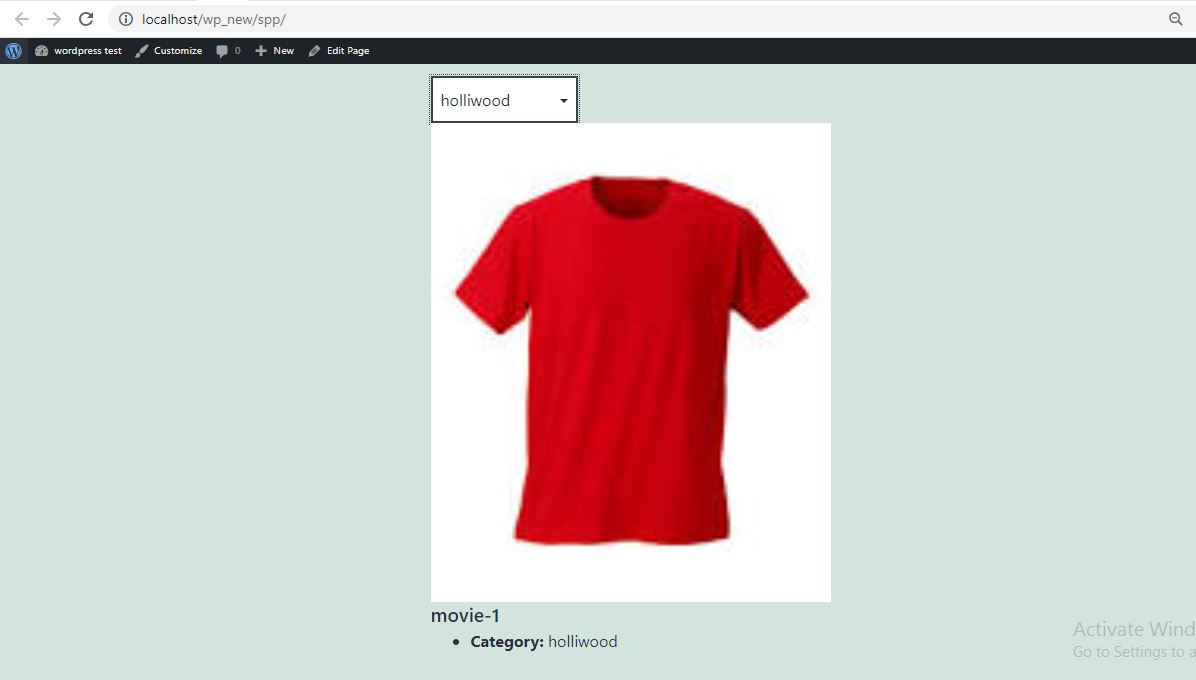 localhost/wp_new/spp/
wordpress test Customize 0 New Edit Page
holliwood
movie-1
Category: holliwood
Activate Wind
Go to Settings to a